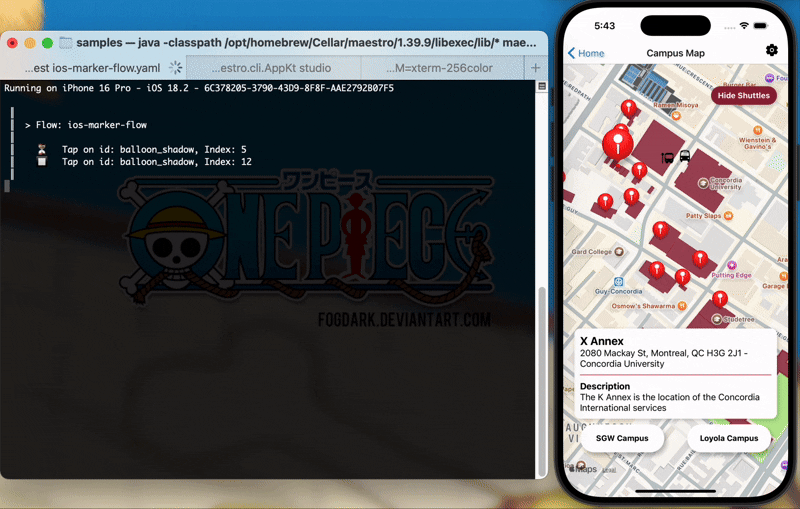 samples — java -classpath /opt/homebrew/Cellar/maestro/1.39.9/libexec/lib/* mae...
...est ios-marker-flow.yaml
...estro.cli.AppKt studio
...M=xterm-256color
+
Running on iPhone 16 Pro - iOS 18.2 - 6C378205-3790-43D9-8F8F-AAE2792B07F5
> Flow: ios-marker-flow
Tap on id: balloon_shadow, Index: 5
Tap on id: balloon_shadow, Index: 12
ワンピース
ONE PIECE
FOGDARK.DEVIANTART.COM
5:43
Home
Campus Map
Hide Shuttles
Ramen Misoya
Burger Bar
Wienstein & Gavino's
Concordia University
Patty Slaps
Gard College
Guy-Concordia
Putting Edge
Osmow's Shawarma
Studetree
X Annex
2080 Mackay St, Montreal, QC H3G 2J1 -
Concordia University
Description
The K Annex is the location of the Concordia
International services
SGW Campus
Loyola Campus
Maps
Legal